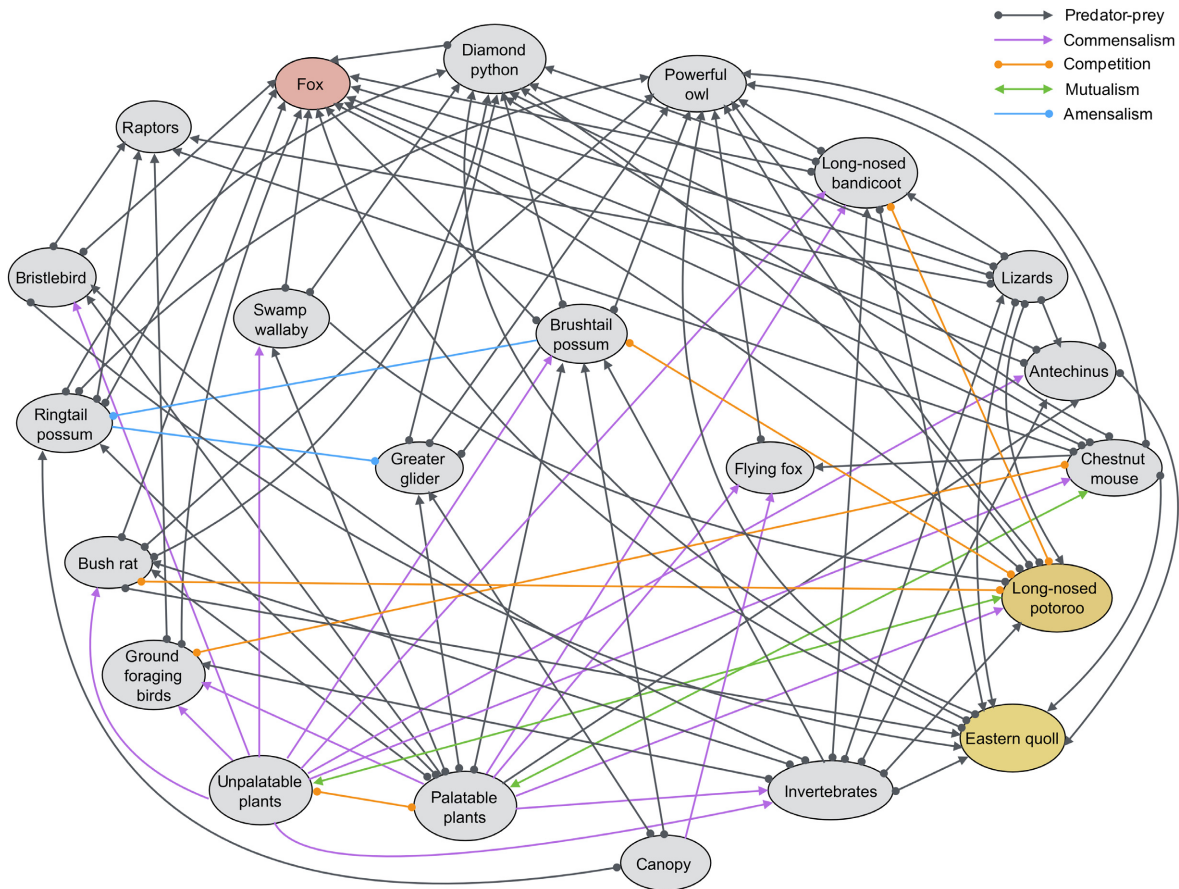 Predator-prey
Commensalism
Competition
Mutualism
Amensalism
Diamond
python
Fox
Powerful
owl
Raptors
Long-nosed
bandicoot
Bristlebird
Lizards
Swamp
wallaby
Brushtail
possum
Antechinus
Ringtail
possum
Greater
glider
Flying fox
Chestnut
mouse
Bush rat
Long-nosed
potoroo
Ground
foraging
birds
Eastern quoll
Unpalatable
plants
Palatable
plants
Invertebrates
Canopy